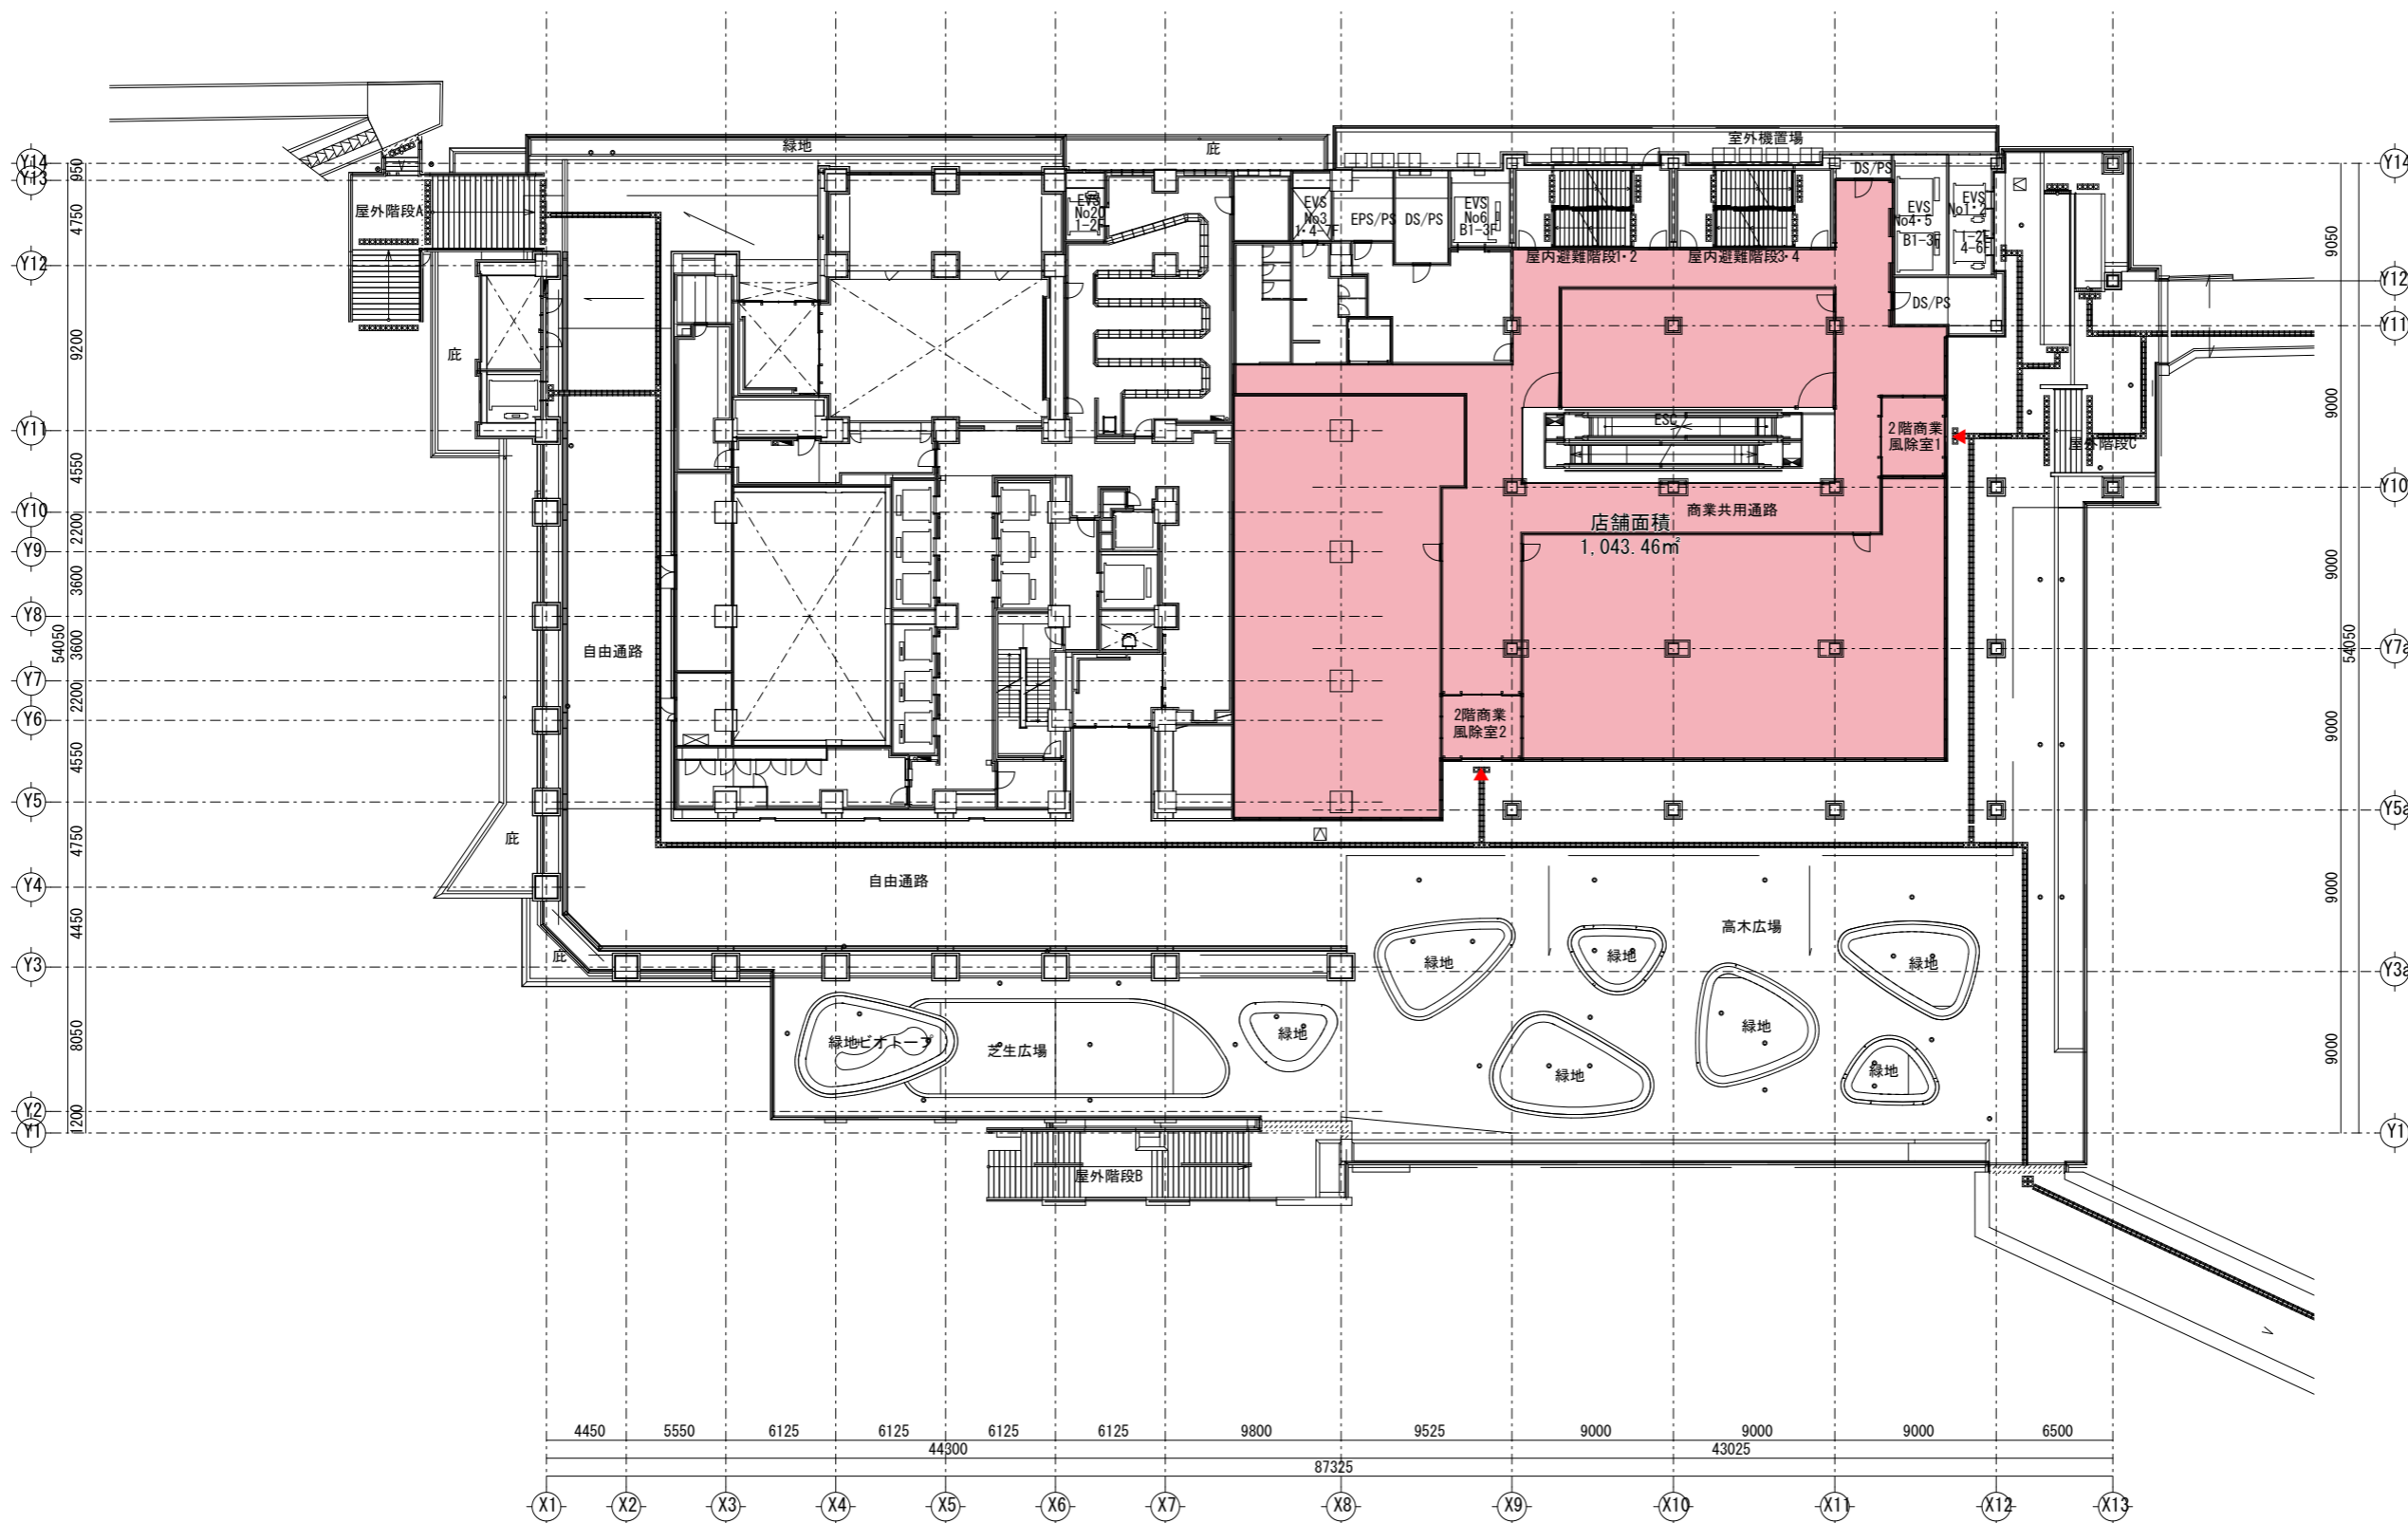 緑地
庇
室外機置場
Y14
Y13
Y14
950
屋外階段A
4750
EVS
No20
1-2F
EVS
No3
1・4-7F
EPS/PS
DS/PS
EVS
No6
B1-3F
DS/PS
EVS
No4・5
B1-3F
EVS
No1・2
1-2F
4-6F
9050
屋内避難階段1・2
屋内避難階段3・4
Y12
Y12
DS/PS
Y11
9200
庇
9000
Y11
ESC
2階商業
風除室1
屋外階段C
4550
Y10
Y10
商業共用通路
店舗面積
1,043.46㎡
2200
Y9
3600
9000
Y8
54050
3600
自由通路
Y7a
54050
Y7
2200
Y6
2階商業
風除室2
9000
4550
Y5
Y5a
4750
庇
自由通路
Y4
9000
4450
高木広場
庇
緑地
緑地
緑地
Y3
Y3a
8050
緑地ビオトープ
芝生広場
緑地
緑地
緑地
緑地
9000
Y2
1200
Y1
Y1
屋外階段B
4450
5550
6125
6125
6125
6125
9800
9525
9000
9000
9000
6500
44300
43025
87325
X1
X2
X3
X4
X5
X6
X7
X8
X9
X10
X11
X12
X13